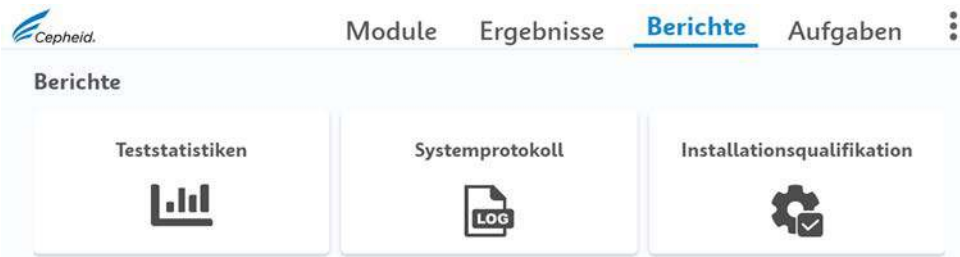 Cepheid.
Module Ergebnisse Berichte Aufgaben
Berichte
Teststatistiken Systemprotokoll Installationsqualifikation
LOG